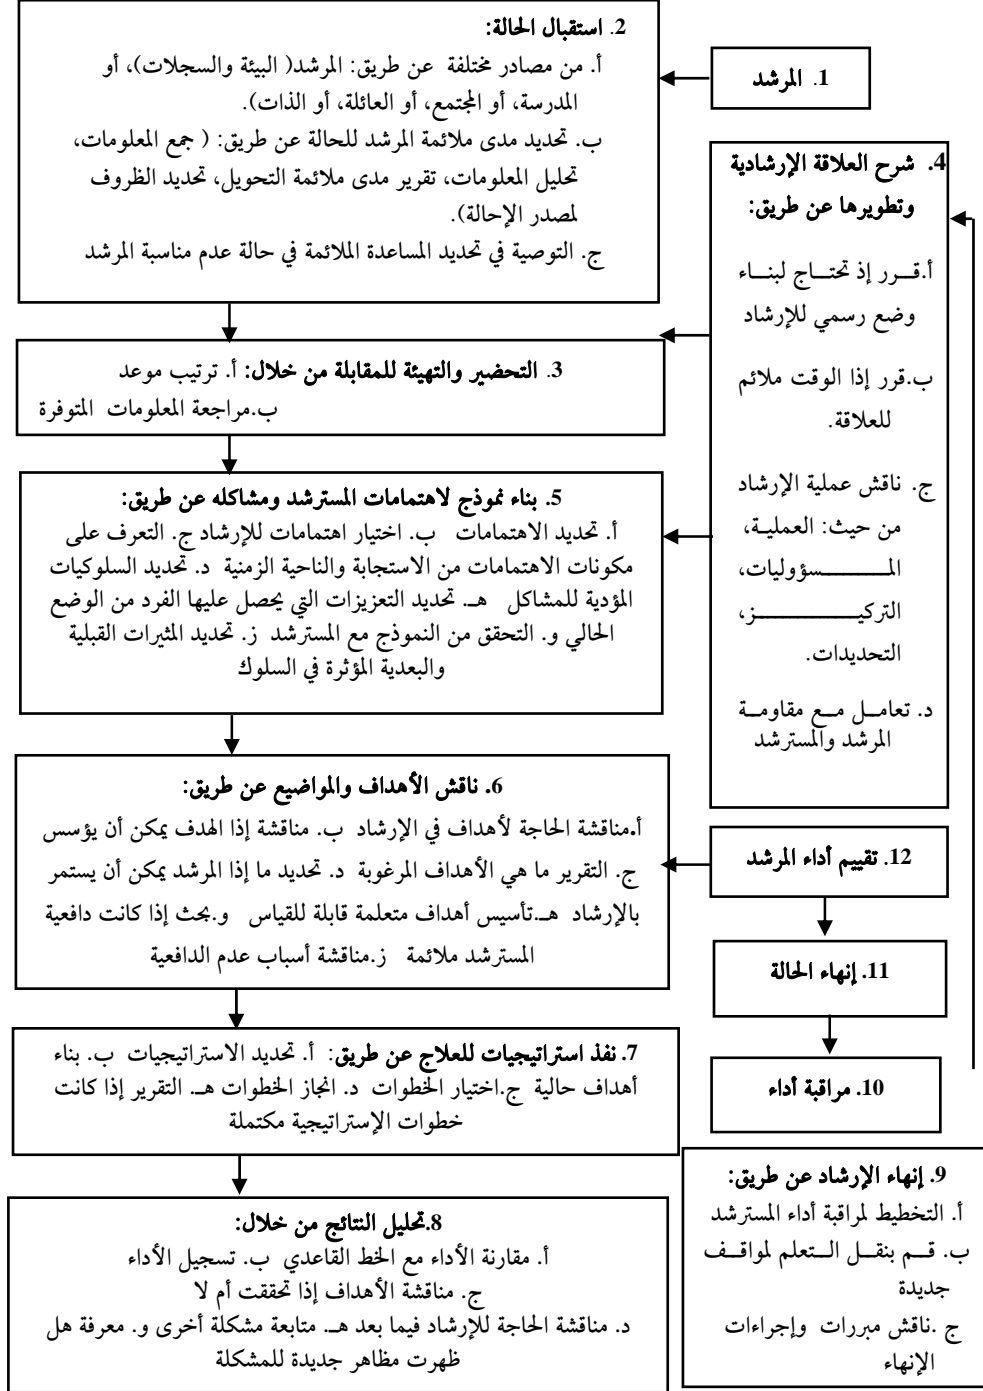 1. المرشد
2. استقبال الحالة:
أ. من مصادر مختلفة عن طريق: المرشد( البيئة والسجلات)، أو
المدرسة، أو المجتمع، أو العائلة، أو الذات).
ب. تحديد مدى ملائمة المرشد للحالة عن طريق: ( جمع المعلومات،
تحليل المعلومات، تقرير مدى ملائمة التحويل، تحديد الظروف
لمصدر الإحالة).
ج. التوصية في تحديد المساعدة الملائمة في حالة عدم مناسبة المرشد
3. التحضير والتهيئة للمقابلة من خلال: أ. ترتيب موعد
ب.مراجعة المعلومات المتوفرة
4. شرح العلاقة الإرشادية
وتطويرها عن طريق:
أ.قـــرر إذ تحتـــاج لبنـــاء
وضع رسمي للإرشاد
ب.قرر إذا الوقت ملائم
للعلاقة.
ج. ناقش عملية الإرشاد
من حيث: العملية،
المـــــــسؤوليات،
التركيـــــــــز،
التحديدات.
د. تعامــل مــع مقاومــة
المرشد والمسترشد
5. بناء نموذج لاهتمامات المسترشد ومشاكله عن طريق:
أ. تحديد الاهتمامات ب. اختيار اهتمامات للإرشاد ج. التعرف على
مكونات الاهتمامات من الاستجابة والناحية الزمنية د. تحديد السلوكيات
المؤدية للمشاكل هـ. تحديد التعزيزات التي يحصل عليها الفرد من الوضع
الحالي و. التحقق من النموذج مع المسترشد ز. تحديد المثيرات القبلية
والبعدية المؤثرة في السلوك
6. ناقش الأهداف والمواضيع عن طريق:
أ.مناقشة الحاجة لأهداف في الإرشاد ب. مناقشة إذا الهدف يمكن أن يؤسس
ج. التقرير ما هي الأهداف المرغوبة د. تحديد ما إذا المرشد يمكن أن يستمر
بالإرشاد هـ.تأسيس أهداف متعلمة قابلة للقياس و.بحث إذا كانت دافعية
المسترشد ملائمة ز.مناقشة أسباب عدم الدافعية
12. تقييم أداء المرشد
11. إنهاء الحالة
10. مراقبة أداء
7. نفذ استراتيجيات للعلاج عن طريق: أ. تحديد الاستراتيجيات ب. بناء
أهداف حالية ج.اختيار الخطوات د. انجاز الخطوات هـ. التقرير إذا كانت
خطوات الإستراتيجية مكتملة
8.تحليل النتائج من خلال:
أ. مقارنة الأداء مع الخط القاعدي ب. تسجيل الأداء
ج. مناقشة الأهداف إذا تحققت أم لا
د. مناقشة الحاجة للإرشاد فيما بعد هـ. متابعة مشكلة أخرى و. معرفة هل
ظهرت مظاهر جديدة للمشكلة
9. إنهاء الإرشاد عن طريق:
أ. التخطيط لمراقبة أداء المسترشد
ب. قــم بنقــل الــتعلم لمواقــف
جديدة
ج .ناقش مبررات وإجراءات
الإنهاء